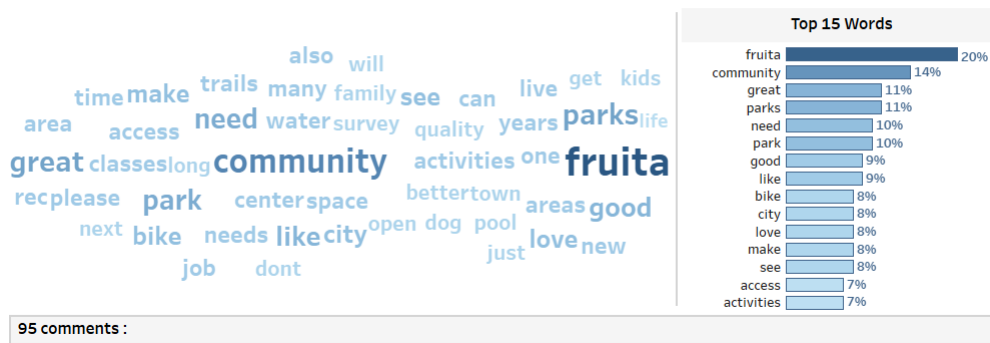 also will
time make trails many family see can live get kids
area access need water survey quality years parks life
great classes long community activities one fruita
rec please park center space better town areas good
next bike needs like city open dog pool love new
just
job dont
Top 15 Words
fruita 20%
community 14%
great 11%
parks 11%
need 10%
park 10%
good 9%
like 9%
bike 8%
city 8%
love 8%
make 8%
see 8%
access 7%
activities 7%
95 comments :